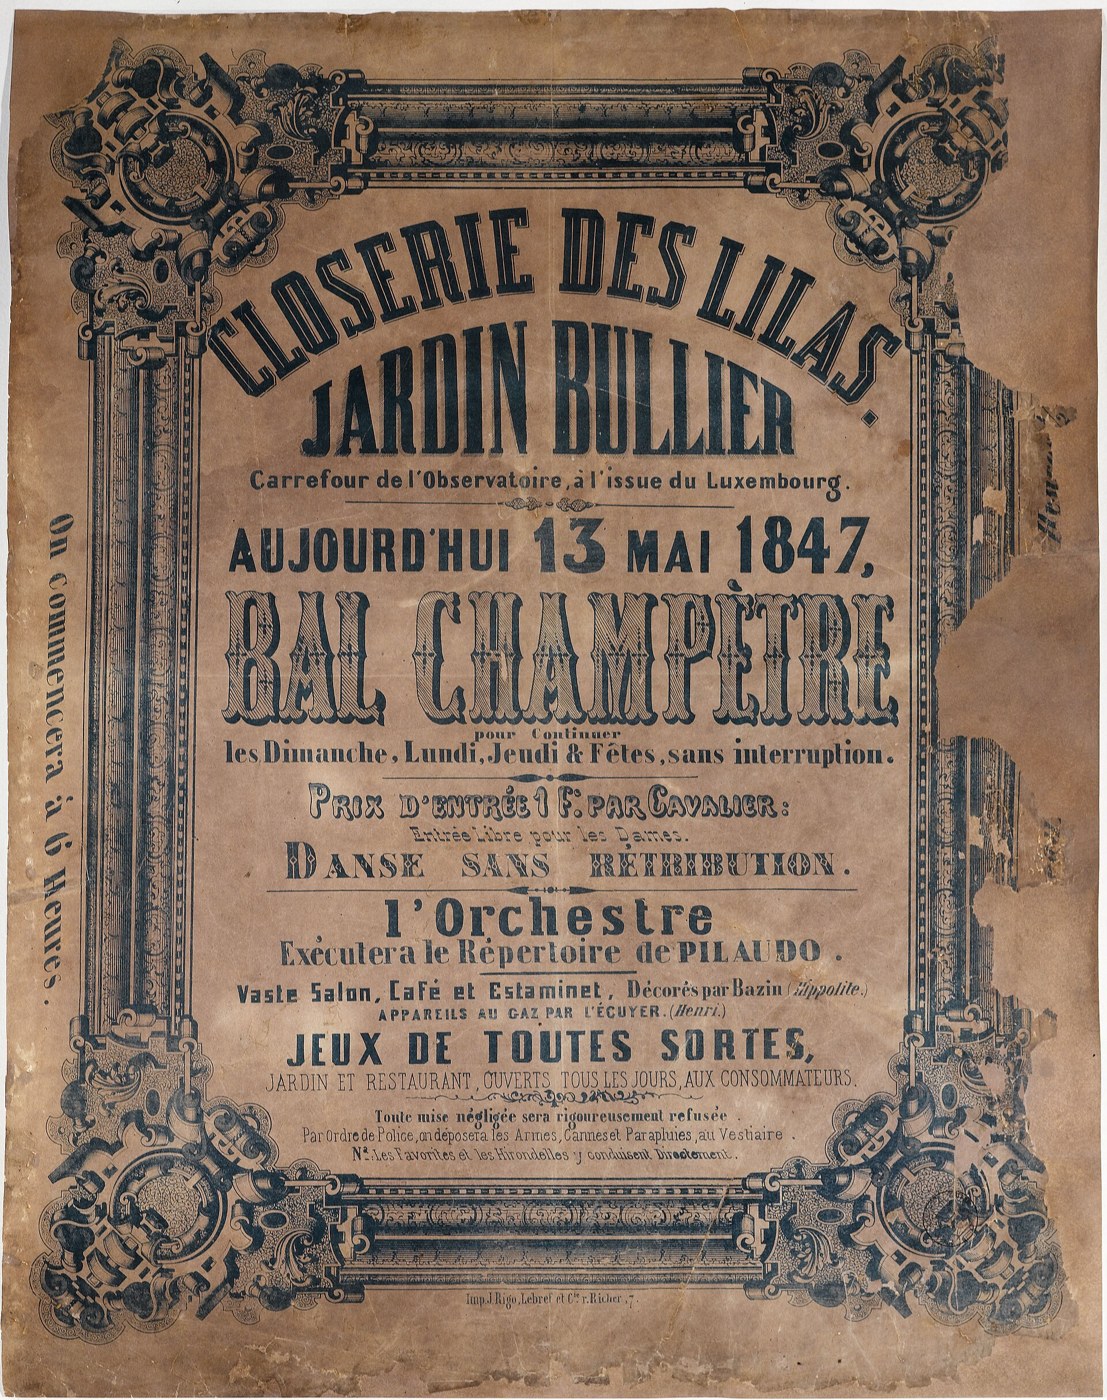 CLOSERIE DES LILAS.
JARDIN BULLIER
Carrefour de l'Observatoire, à l'issue du Luxembourg.
AUJOURD'HUI 13 MAI 1847,
BAL CHAMPÈTRE
pour Continuer
les Dimanche, Lundi, Jeudi & Fêtes, sans interruption.
PRIX D'ENTRÉE 1 F. PAR CAVALIER:
Entrée Libre pour les Dames.
DANSE SANS RÉTRIBUTION.
l'Orchestre
Exécutera le Répertoire de PILAUDO.
Vaste Salon, Café et Estaminet, Décorés par Bazin (Hippolite.)
APPAREILS AU GAZ PAR L'ÉCUYER. (Henri.)
JEUX DE TOUTES SORTES,
JARDIN ET RESTAURANT, OUVERTS TOUS LES JOURS, AUX CONSOMMATEURS.
Toute mise négligée sera rigoureusement refusée.
Par Ordre de Police, on déposera les Armes, Cannes et Parapluies, au Vestiaire.
Nª. Les Favorites et les Hirondelles y conduisent Directement.
Imp. J. Rigo, Lebref et Cie r. Richer, 7.
On commencera à 6 Heures.